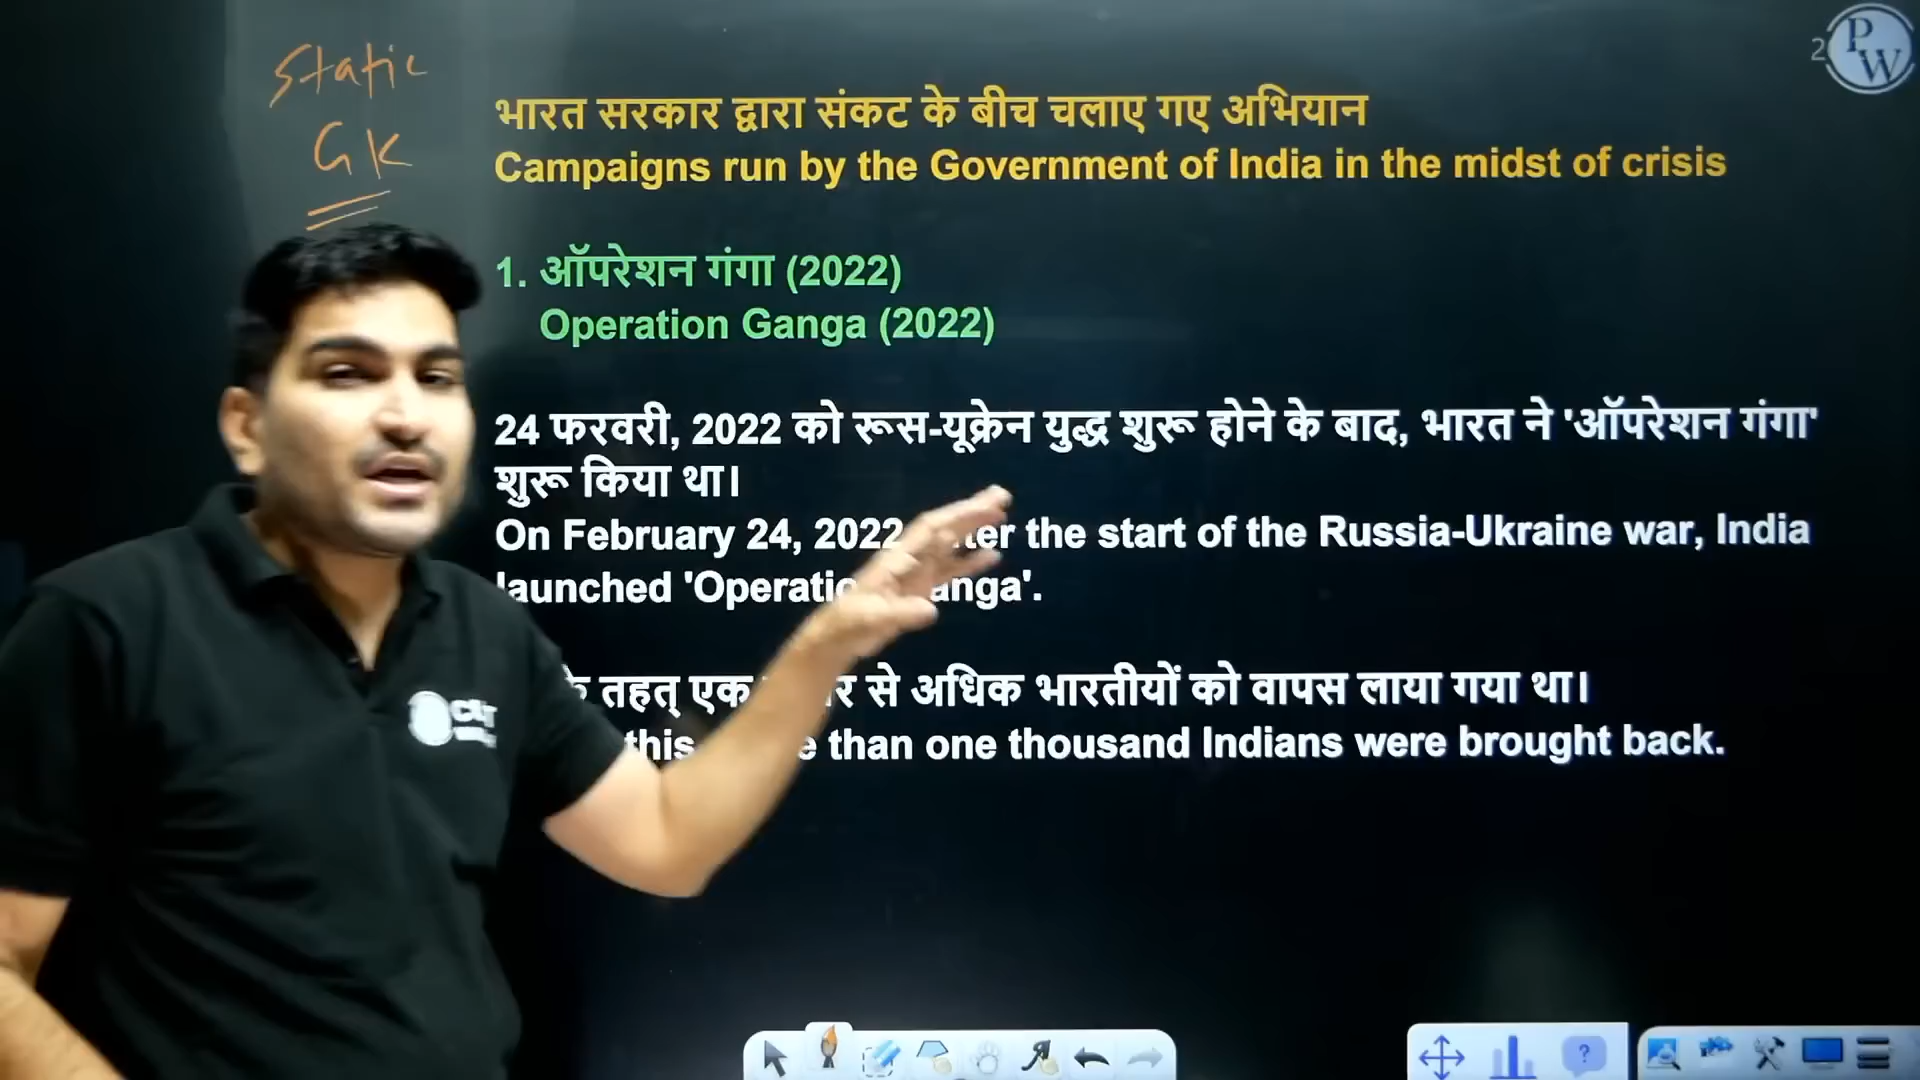 Static
GK
PW
2
भारत सरकार द्वारा संकट के बीच चलाए गए अभियान
Campaigns run by the Government of India in the midst of crisis
1. ऑपरेशन गंगा (2022)
Operation Ganga (2022)
24 फरवरी, 2022 को रूस-यूक्रेन युद्ध शुरू होने के बाद, भारत ने 'ऑपरेशन गंगा'
शुरू किया था।
On February 24, 2022 the start of the Russia-Ukraine war, India
launched
तहत् एक से अधिक भारतीयों को वापस लाया गया था।
this than one thousand Indians were brought back.
?